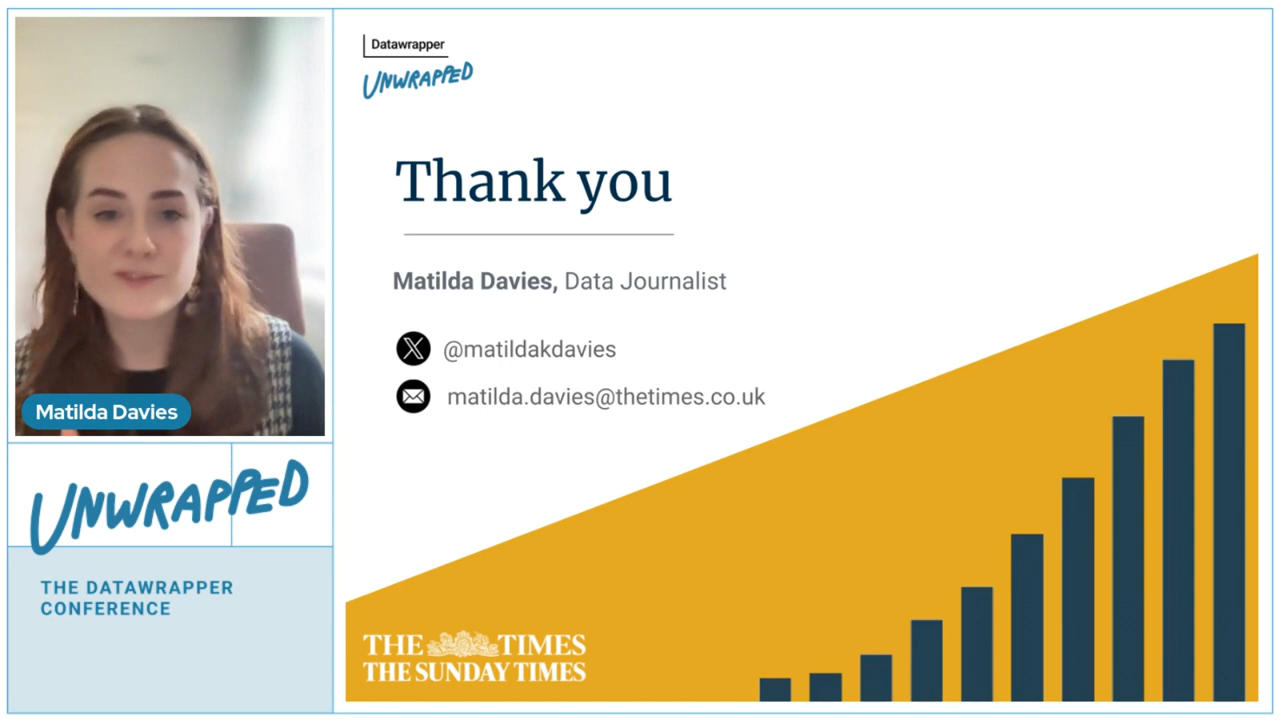 Matilda Davies
UNWRAPPED
THE DATAWRAPPER
CONFERENCE
Datawrapper
UNWRAPPED
Thank you
Matilda Davies, Data Journalist
@matildakdavies
matilda.davies@thetimes.co.uk
THE TIMES
THE SUNDAY TIMES